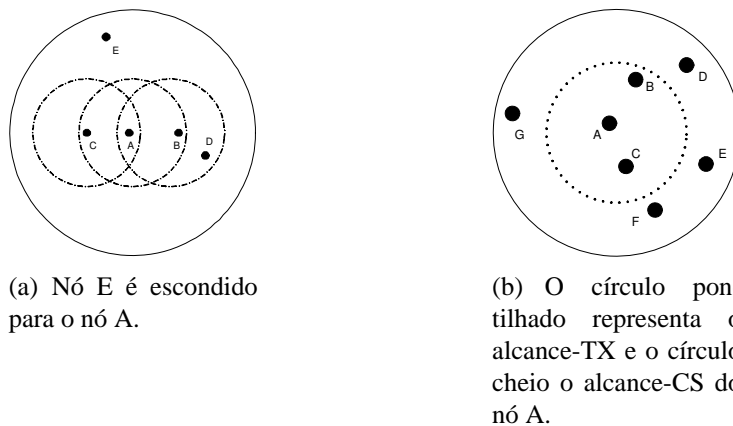 E
C
A
B
D
B
D
A
G
C
E
F
(a) Nó E é escondido
para o nó A.
(b) O círculo pon
tilhado representa o
alcance-TX e o círculo
cheio o alcance-CS do
nó A.